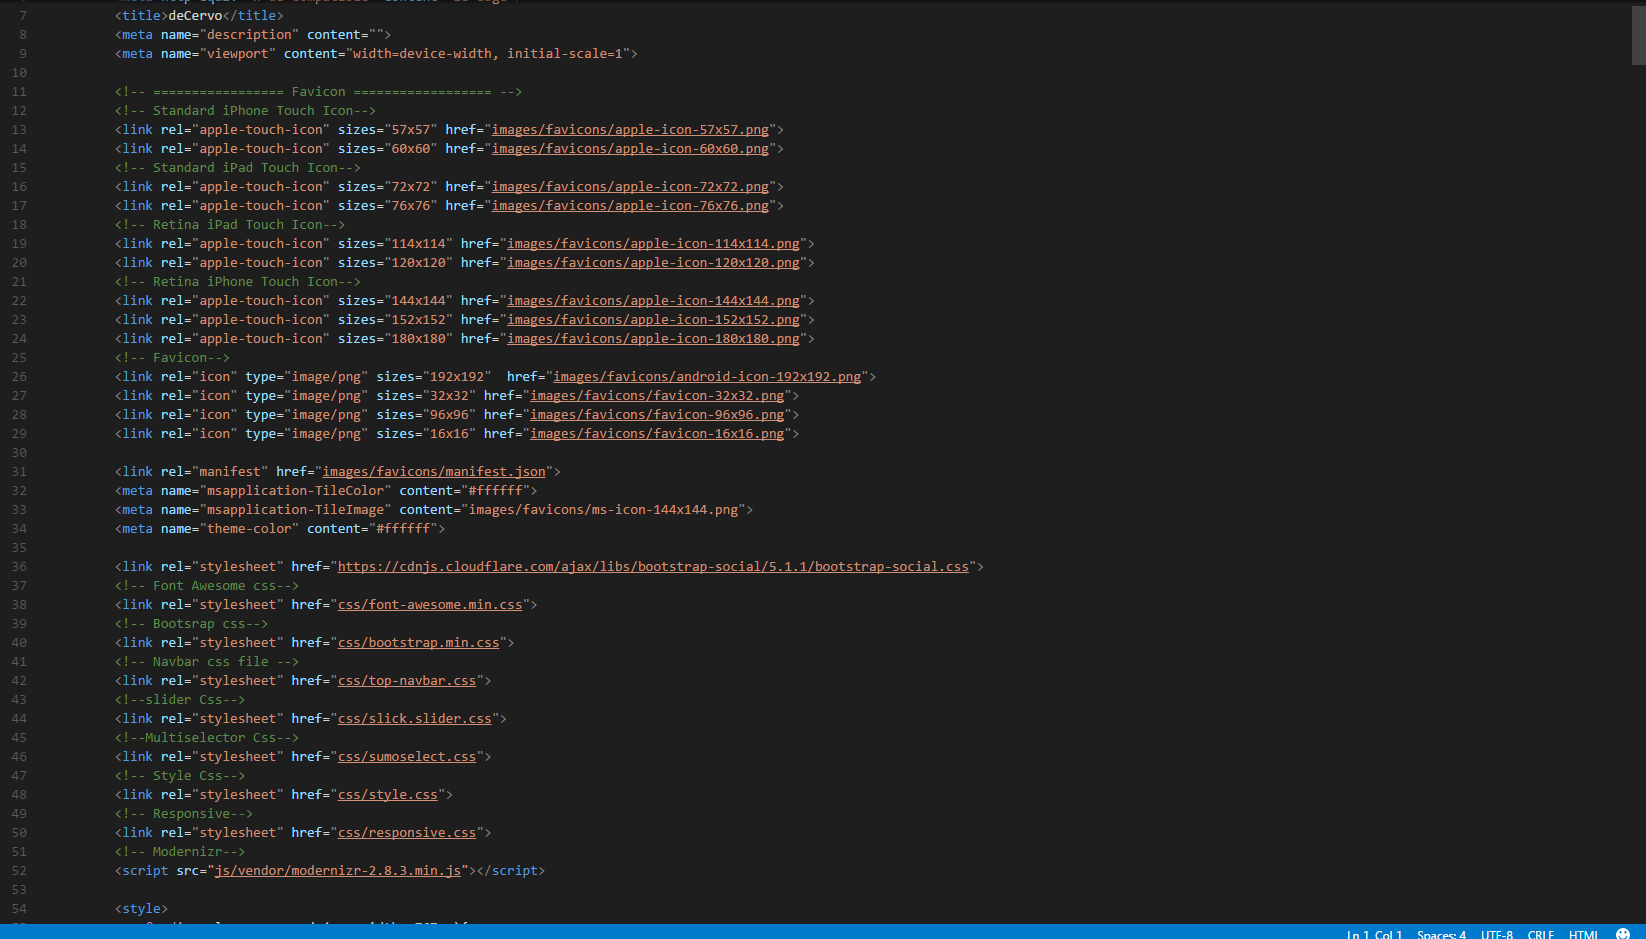 7 <title>deCervo</title>
8 <meta name="description" content="">
9 <meta name="viewport" content="width=device-width, initial-scale=1">
10
11 <!-- ================= Favicon ================== -->
12 <!-- Standard iPhone Touch Icon-->
13 <link rel="apple-touch-icon" sizes="57x57" href="images/favicons/apple-icon-57x57.png">
14 <link rel="apple-touch-icon" sizes="60x60" href="images/favicons/apple-icon-60x60.png">
15 <!-- Standard iPad Touch Icon-->
16 <link rel="apple-touch-icon" sizes="72x72" href="images/favicons/apple-icon-72x72.png">
17 <link rel="apple-touch-icon" sizes="76x76" href="images/favicons/apple-icon-76x76.png">
18 <!-- Retina iPad Touch Icon-->
19 <link rel="apple-touch-icon" sizes="114x114" href="images/favicons/apple-icon-114x114.png">
20 <link rel="apple-touch-icon" sizes="120x120" href="images/favicons/apple-icon-120x120.png">
21 <!-- Retina iPhone Touch Icon-->
22 <link rel="apple-touch-icon" sizes="144x144" href="images/favicons/apple-icon-144x144.png">
23 <link rel="apple-touch-icon" sizes="152x152" href="images/favicons/apple-icon-152x152.png">
24 <link rel="apple-touch-icon" sizes="180x180" href="images/favicons/apple-icon-180x180.png">
25 <!-- Favicon-->
26 <link rel="icon" type="image/png" sizes="192x192"  href="images/favicons/android-icon-192x192.png">
27 <link rel="icon" type="image/png" sizes="32x32" href="images/favicons/favicon-32x32.png">
28 <link rel="icon" type="image/png" sizes="96x96" href="images/favicons/favicon-96x96.png">
29 <link rel="icon" type="image/png" sizes="16x16" href="images/favicons/favicon-16x16.png">
30
31 <link rel="manifest" href="images/favicons/manifest.json">
32 <meta name="msapplication-TileColor" content="#ffffff">
33 <meta name="msapplication-TileImage" content="images/favicons/ms-icon-144x144.png">
34 <meta name="theme-color" content="#ffffff">
35
36 <link rel="stylesheet" href="https://cdnjs.cloudflare.com/ajax/libs/bootstrap-social/5.1.1/bootstrap-social.css">
37 <!-- Font Awesome css-->
38 <link rel="stylesheet" href="css/font-awesome.min.css">
39 <!-- Bootsrap css-->
40 <link rel="stylesheet" href="css/bootstrap.min.css">
41 <!-- Navbar css file -->
42 <link rel="stylesheet" href="css/top-navbar.css">
43 <!--slider Css-->
44 <link rel="stylesheet" href="css/slick.slider.css">
45 <!--Multiselector Css-->
46 <link rel="stylesheet" href="css/sumoselect.css">
47 <!-- Style Css-->
48 <link rel="stylesheet" href="css/style.css">
49 <!-- Responsive-->
50 <link rel="stylesheet" href="css/responsive.css">
51 <!-- Modernizr-->
52 <script src="js/vendor/modernizr-2.8.3.min.js"></script>
53
54 <style>
Ln 1, Col 1 Spaces: 4 UTF-8 CRLF HTML